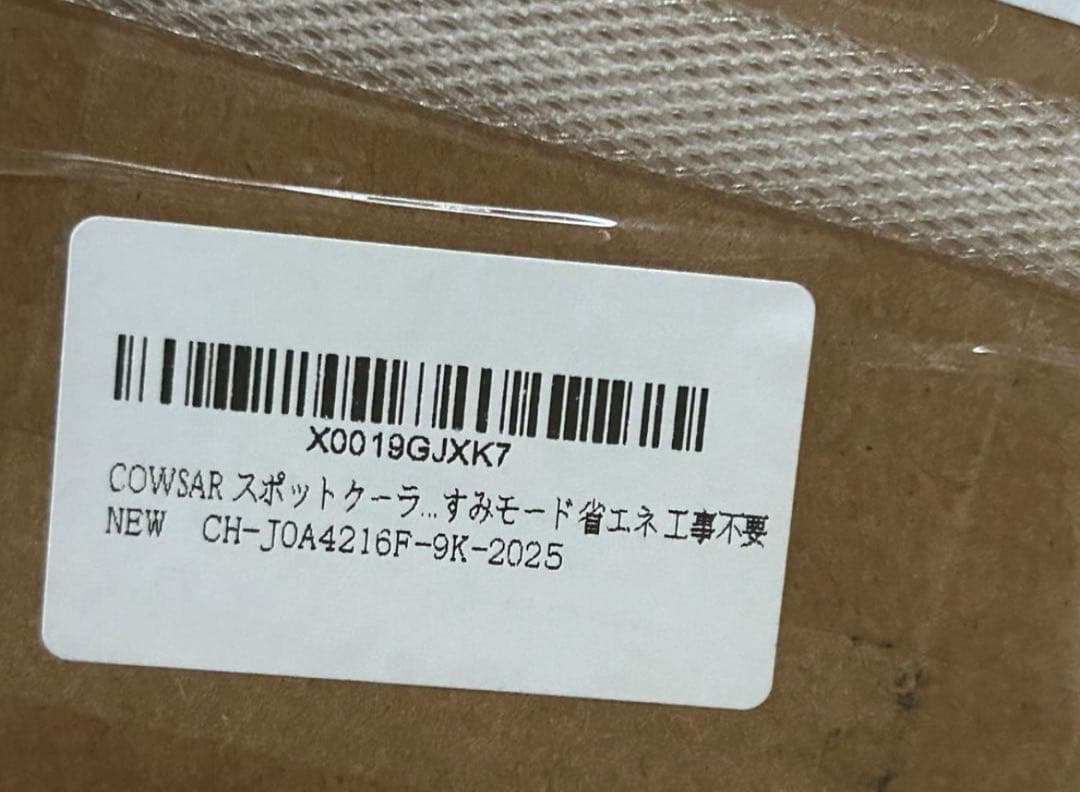 X0019GJXK7
COWSAR スポットクーラ...すみモード省エネ 工事不要
NEW CH-J0A4216F-9K-2025